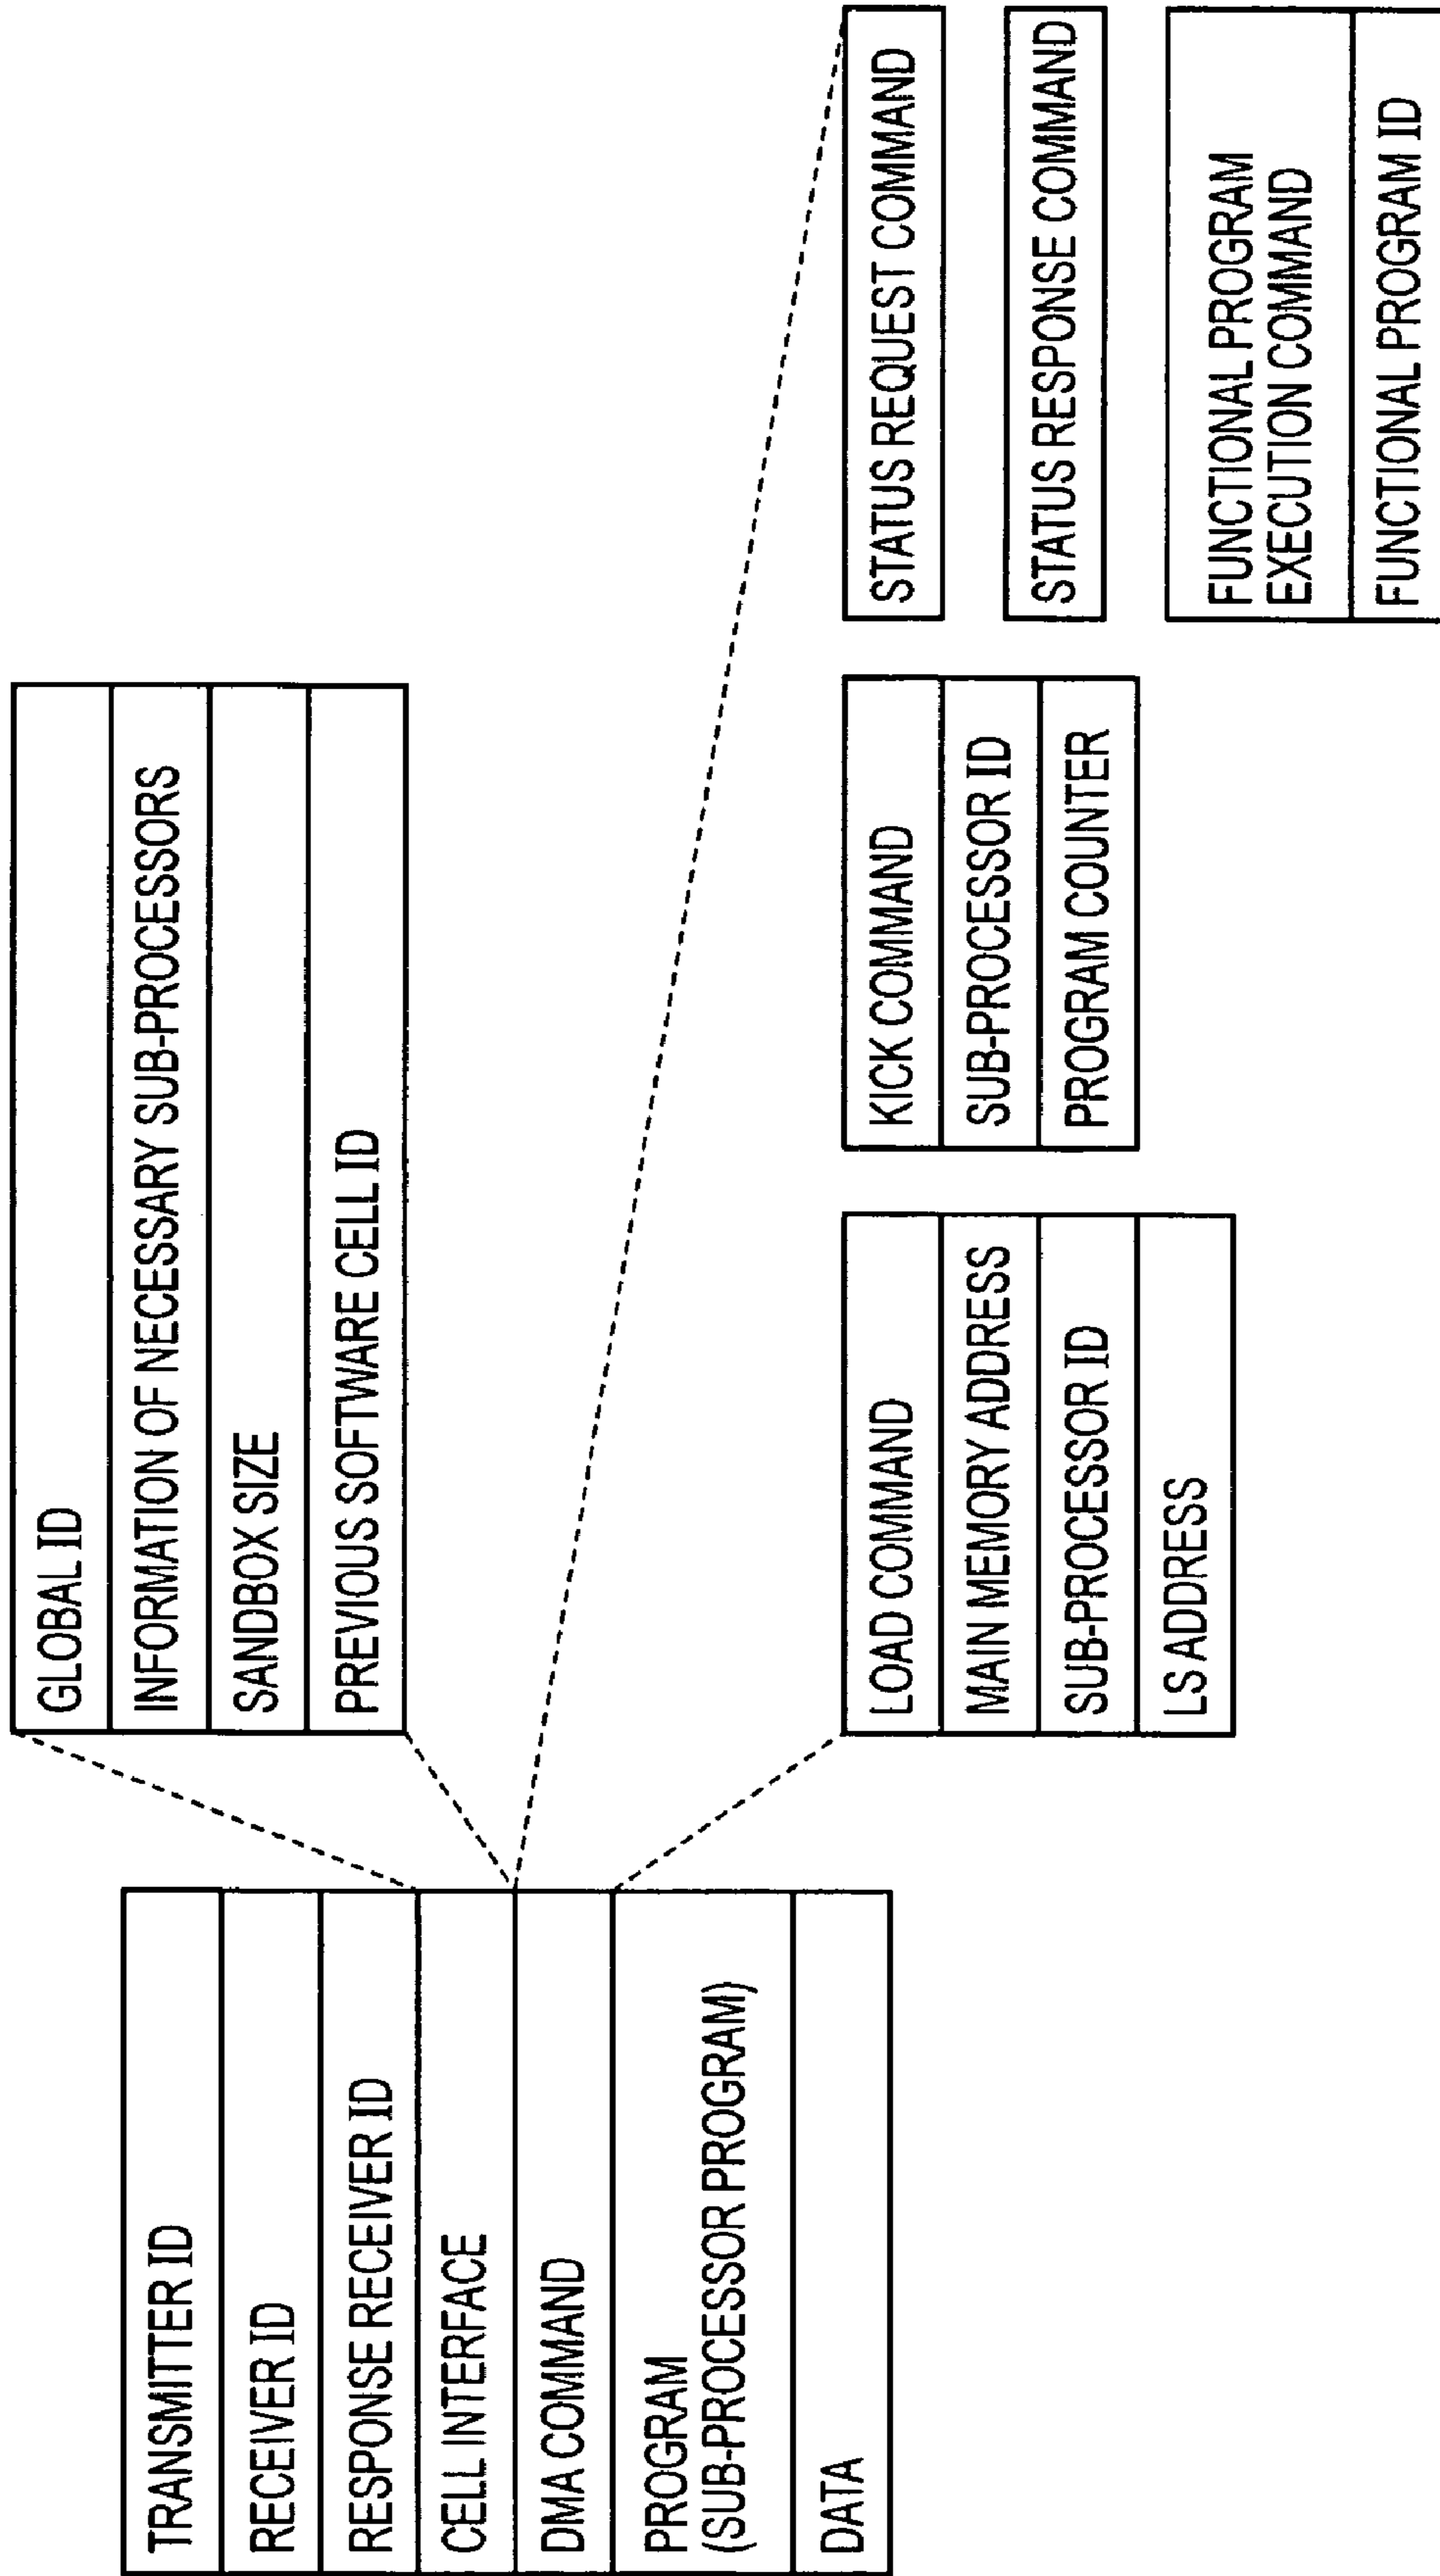 TRANSMITTER ID
RECEIVER ID
RESPONSE RECEIVER ID
CELL INTERFACE
DMA COMMAND
PROGRAM
(SUB-PROCESSOR PROGRAM)
DATA
GLOBAL ID
INFORMATION OF NECESSARY SUB-PROCESSORS
SANDBOX SIZE
PREVIOUS SOFTWARE CELL ID
LOAD COMMAND
MAIN MEMORY ADDRESS
SUB-PROCESSOR ID
LS ADDRESS
KICK COMMAND
SUB-PROCESSOR ID
PROGRAM COUNTER
STATUS REQUEST COMMAND
STATUS RESPONSE COMMAND
FUNCTIONAL PROGRAM
EXECUTION COMMAND
FUNCTIONAL PROGRAM ID